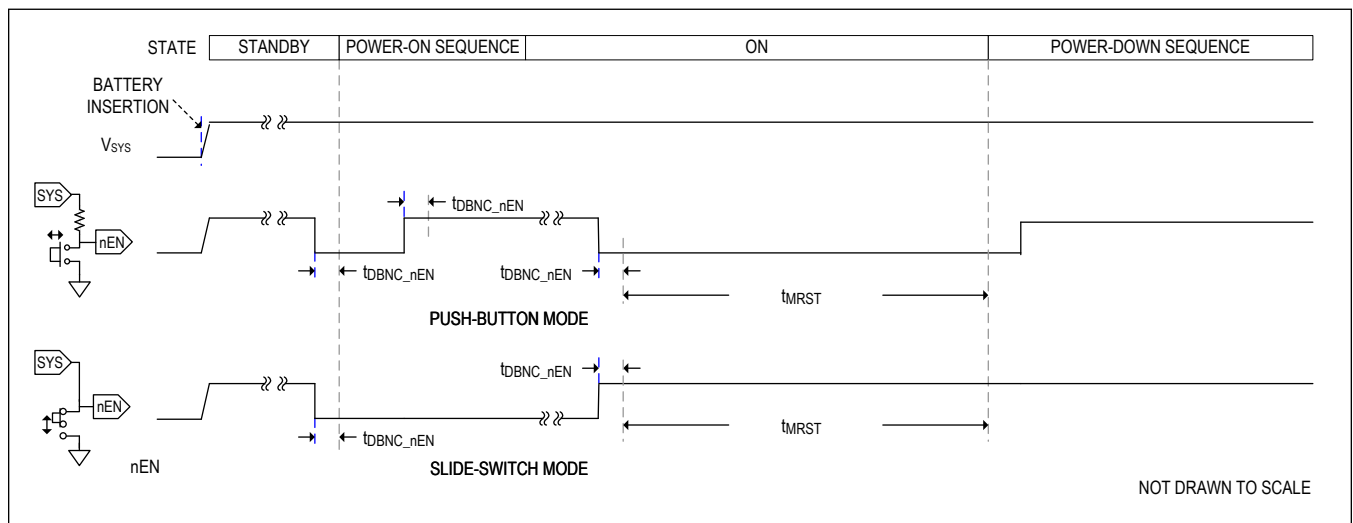 STATE STANDBY POWER-ON SEQUENCE ON POWER-DOWN SEQUENCE
BATTERY
INSERTION
VSYS
SYS
nEN
tDBNC_nEN
tDBNC_nEN tDBNC_nEN
tMRST
PUSH-BUTTON MODE
SYS
nEN
tDBNC_nEN
tDBNC_nEN
tMRST
nEN
SLIDE-SWITCH MODE
NOT DRAWN TO SCALE